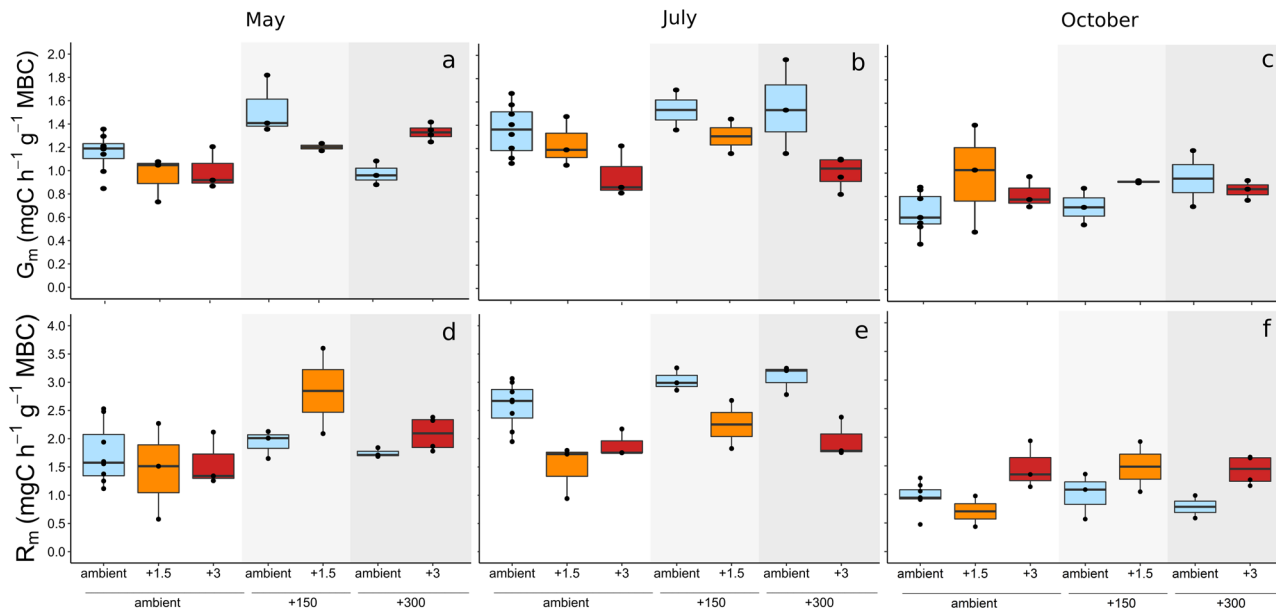 May July October
a b c
G_m (mgC h⁻¹ g⁻¹ MBC)
2.0
1.8
1.6
1.4
1.2
1.0
0.8
0.6
0.4
0.2
0.0
d e f
R_m (mgC h⁻¹ g⁻¹ MBC)
4.0
3.5
3.0
2.5
2.0
1.5
1.0
0.5
0.0
ambient +1.5 +3 ambient +1.5 ambient +3 ambient +1.5 +3 ambient +1.5 ambient +3 ambient +1.5 +3 ambient +1.5 ambient +3
ambient +150 +300 ambient +150 +300 ambient +150 +300